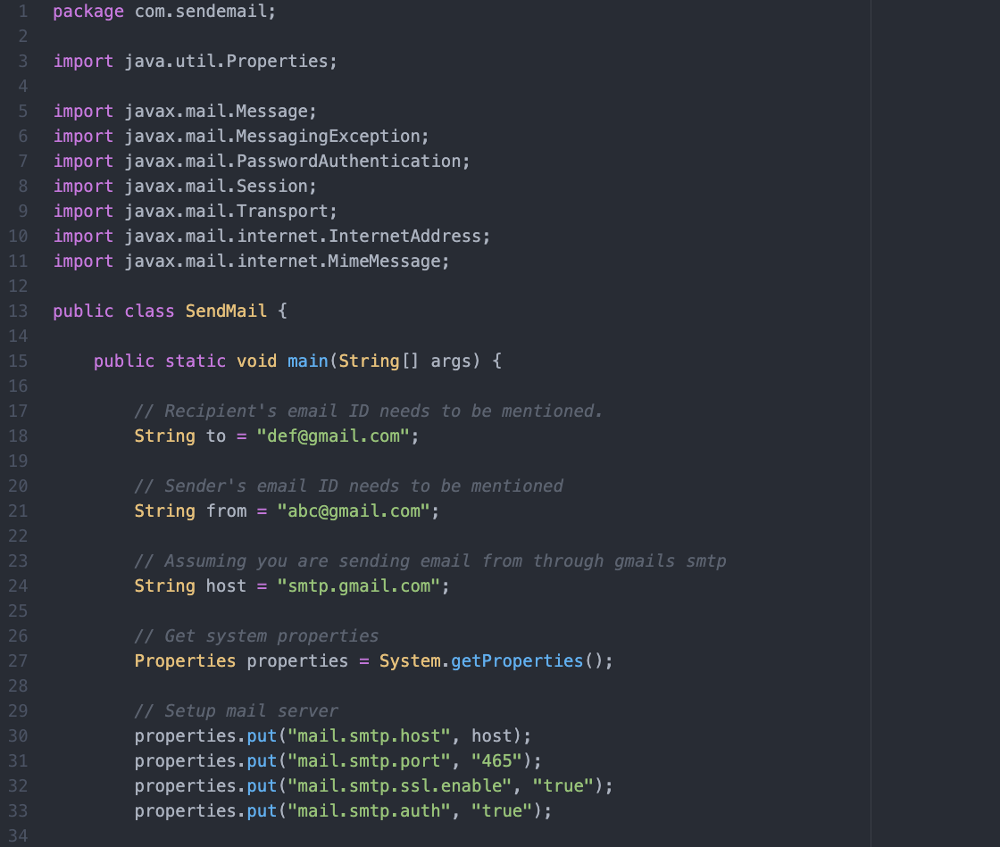 1 package com.sendemail;
2
3 import java.util.Properties;
4
5 import javax.mail.Message;
6 import javax.mail.MessagingException;
7 import javax.mail.PasswordAuthentication;
8 import javax.mail.Session;
9 import javax.mail.Transport;
10 import javax.mail.internet.InternetAddress;
11 import javax.mail.internet.MimeMessage;
12
13 public class SendMail {
14
15     public static void main(String[] args) {
16
17         // Recipient's email ID needs to be mentioned.
18         String to = "def@gmail.com";
19
20         // Sender's email ID needs to be mentioned
21         String from = "abc@gmail.com";
22
23         // Assuming you are sending email from through gmails smtp
24         String host = "smtp.gmail.com";
25
26         // Get system properties
27         Properties properties = System.getProperties();
28
29         // Setup mail server
30         properties.put("mail.smtp.host", host);
31         properties.put("mail.smtp.port", "465");
32         properties.put("mail.smtp.ssl.enable", "true");
33         properties.put("mail.smtp.auth", "true");
34